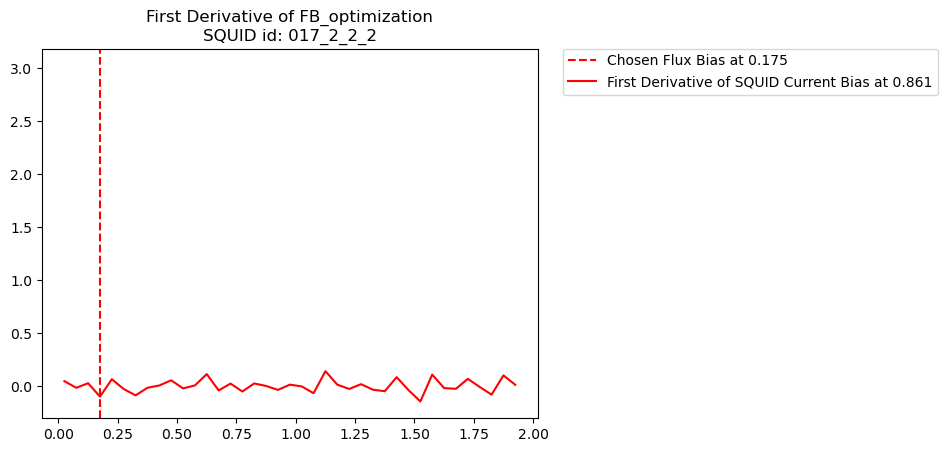 First Derivative of FB_optimization
SQUID id: 017_2_2_2
Chosen Flux Bias at 0.175
First Derivative of SQUID Current Bias at 0.861
3.0
2.5
2.0
1.5
1.0
0.5
0.0
0.00 0.25 0.50 0.75 1.00 1.25 1.50 1.75 2.00